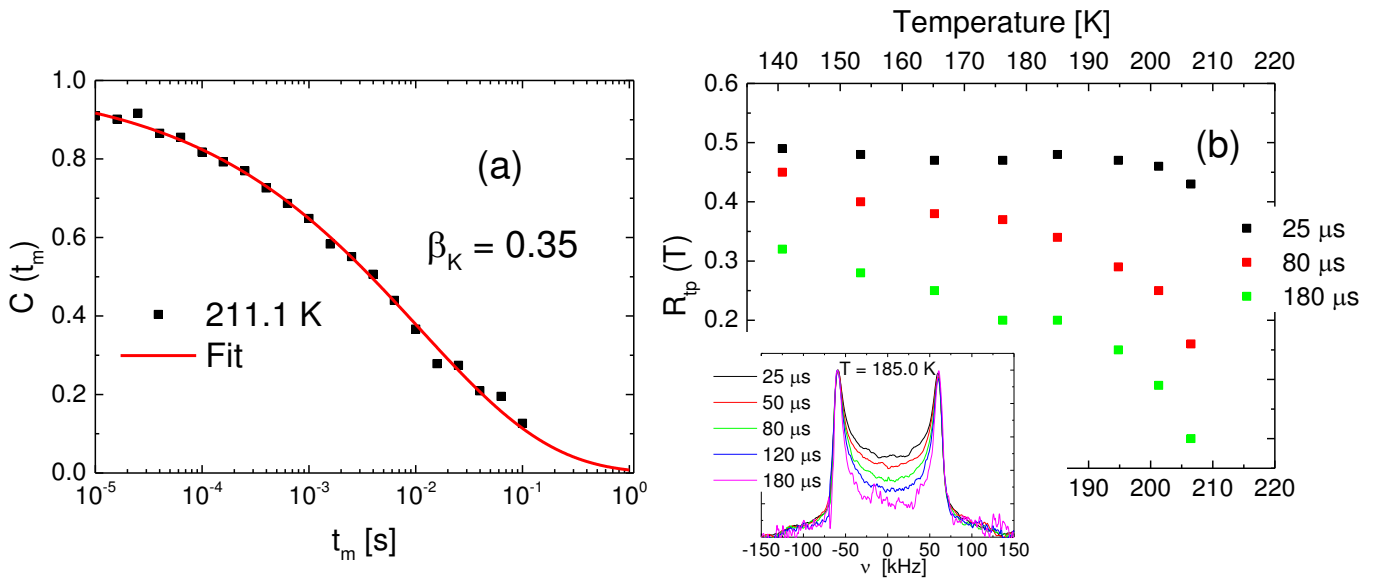 Temperature [K]
140 150 160 170 180 190 200 210 220
1.0
0.8
0.6
0.4
0.2
0.0
C (t_m)
(a)
β_K = 0.35
211.1 K
Fit
10^-5 10^-4 10^-3 10^-2 10^-1 10^0
t_m [s]
0.6
0.5
0.4
0.3
0.2
R_tp (T)
(b)
25 μs
80 μs
180 μs
190 200 210 220
T = 185.0 K
25 μs
50 μs
80 μs
120 μs
180 μs
-150 -100 -50 0 50 100 150
ν [kHz]